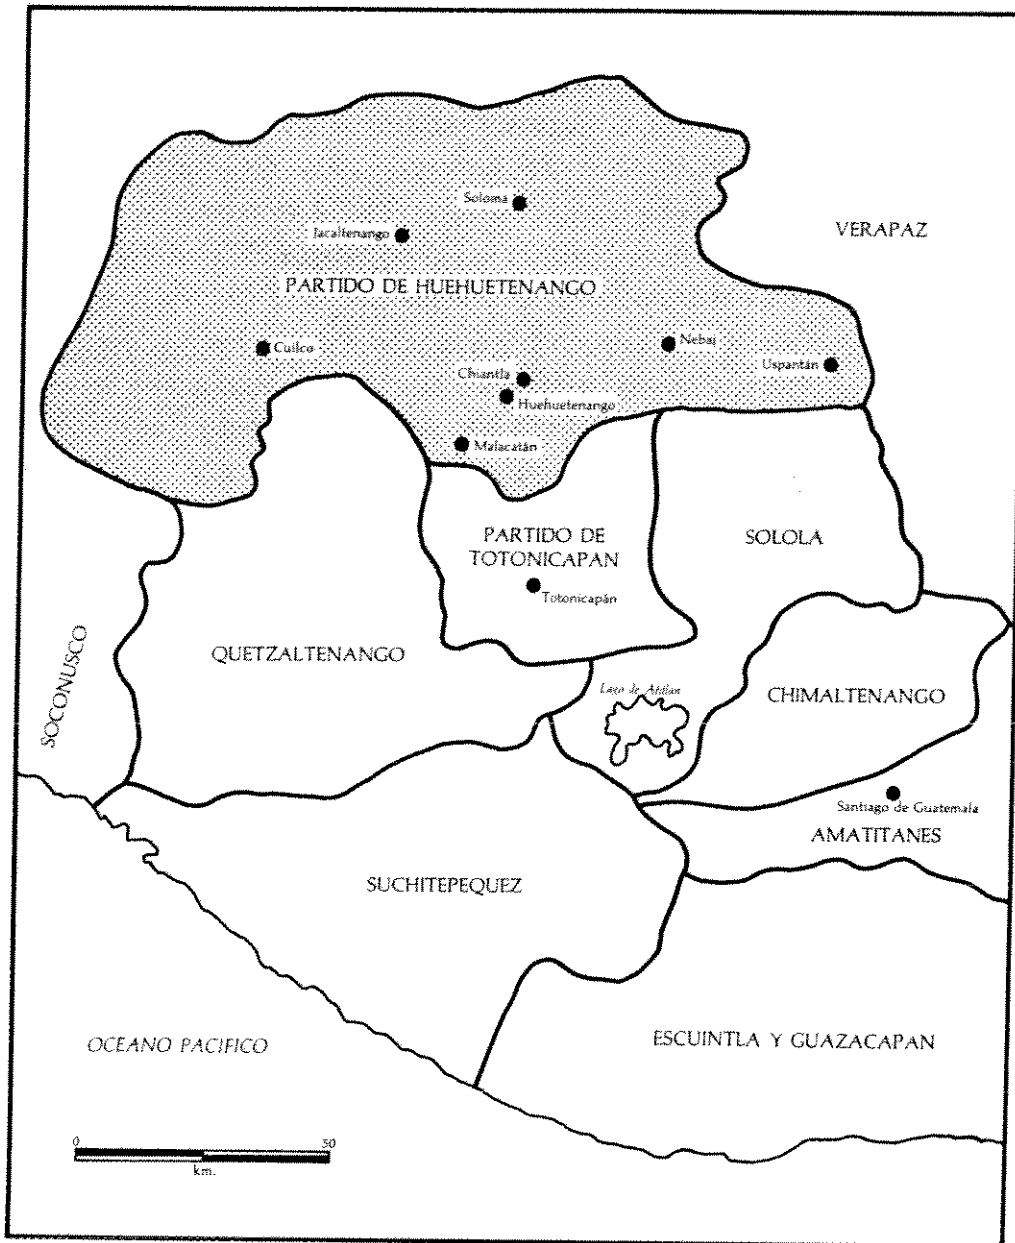 Soloma
Jacaltenango
VERAPAZ
PARTIDO DE HUEHUETENANGO
Cuilco
Nebaj
Chiantla
Uspantán
Huehuetenango
Malacatán
PARTIDO DE
TOTONICAPAN
SOLOLA
Totonicapán
SOCONUSCO
QUETZALTENANGO
Lago de Atitlan
CHIMALTENANGO
Santiago de Guatemala
AMATITANES
SUCHITEPEQUEZ
OCEANO PACIFICO
ESCUINTLA Y GUAZACAPAN
0 50
km.